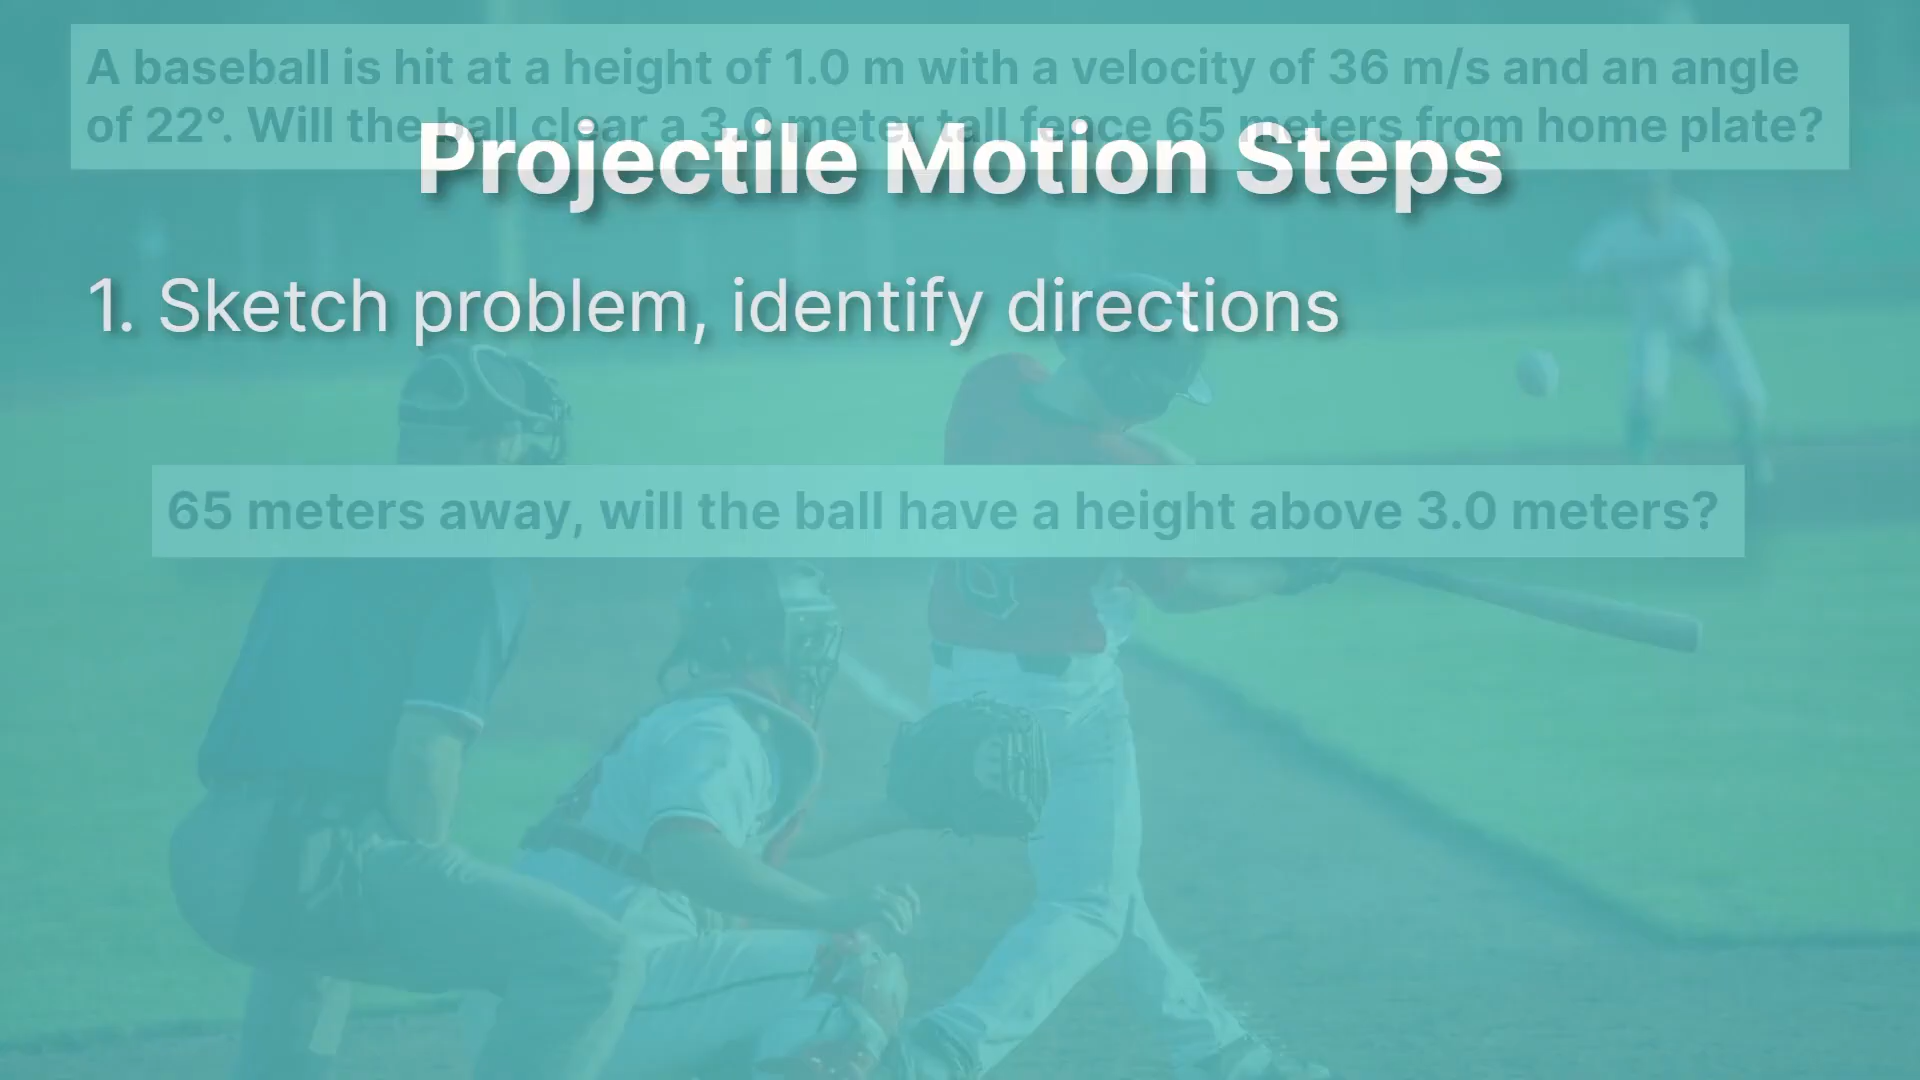 A baseball is hit at a height of 1.0 m with a velocity of 36 m/s and an angle
of 22°. Will the ball clear a 3.0 meter tall fence 65 meters from home plate?
Projectile Motion Steps
1. Sketch problem, identify directions
65 meters away, will the ball have a height above 3.0 meters?